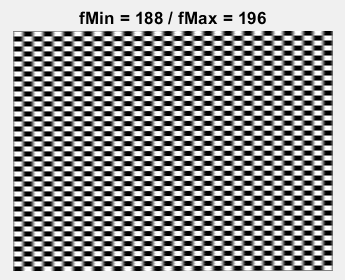 fMin = 188 / fMax = 196